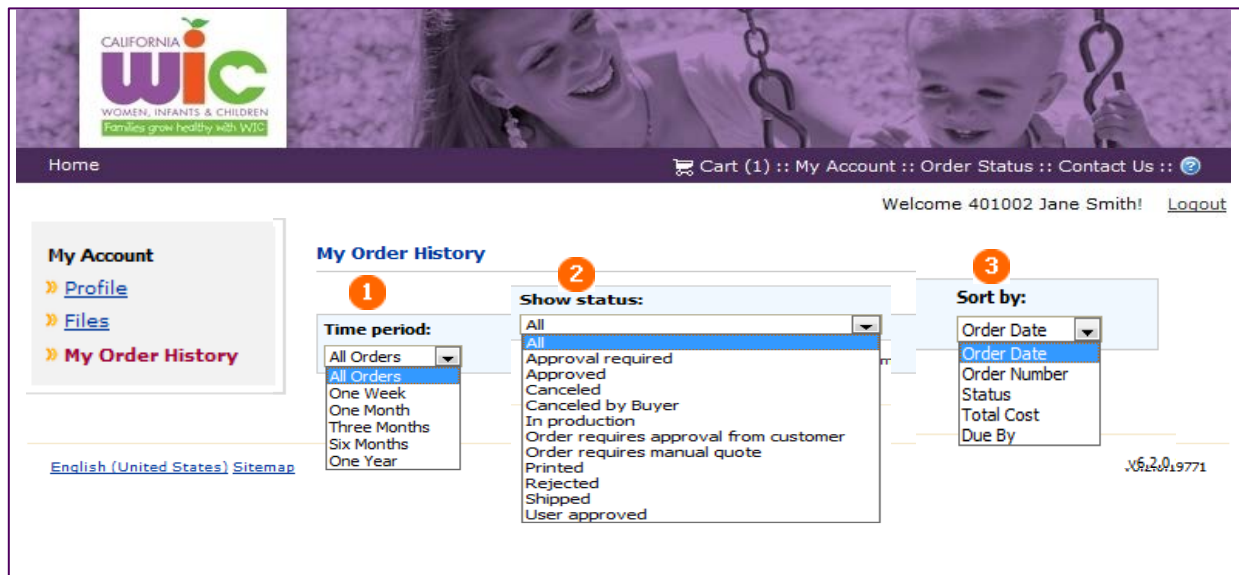 CALIFORNIA
WIC
WOMEN, INFANTS & CHILDREN
Families grow healthy with WIC
Home
Cart (1) :: My Account :: Order Status :: Contact Us :: ?
Welcome 401002 Jane Smith! Logout
My Account
» Profile
» Files
» My Order History
My Order History
1
Time period:
All Orders
All Orders
One Week
One Month
Three Months
Six Months
One Year
2
Show status:
All
All
Approval required
Approved
Canceled
Canceled by Buyer
In production
Order requires approval from customer
Order requires manual quote
Printed
Rejected
Shipped
User approved
3
Sort by:
Order Date
Order Date
Order Number
Status
Total Cost
Due By
English (United States) Sitemap